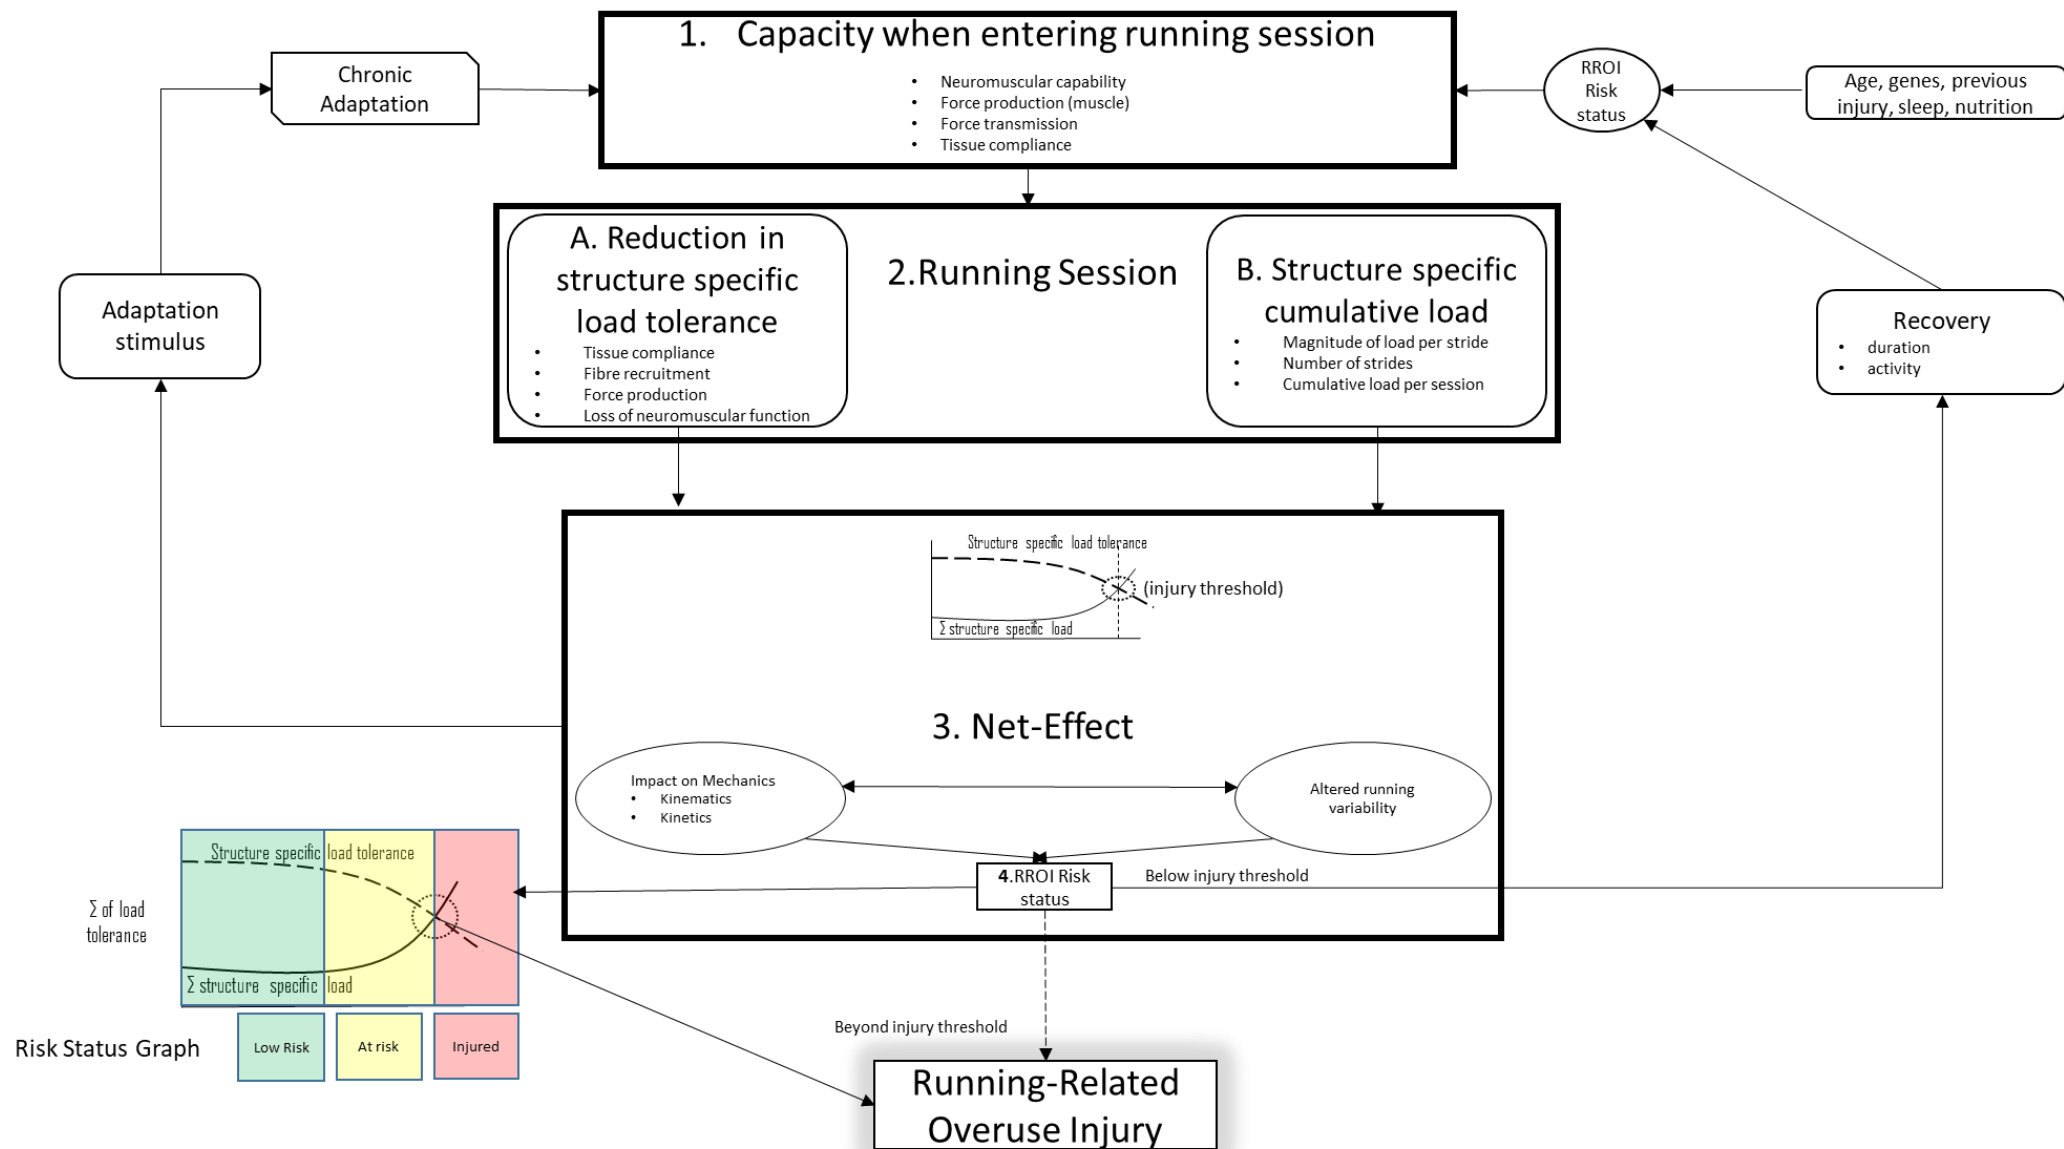 1. Capacity when entering running session
• Neuromuscular capability
• Force production (muscle)
• Force transmission
• Tissue compliance
Chronic
Adaptation
RROI
Risk
status
Age, genes, previous
injury, sleep, nutrition
A. Reduction in
structure specific
load tolerance
• Tissue compliance
• Fibre recruitment
• Force production
• Loss of neuromuscular function
2.Running Session
B. Structure specific
cumulative load
• Magnitude of load per stride
• Number of strides
• Cumulative load per session
Adaptation
stimulus
Recovery
• duration
• activity
Structure specific load tolerance
(injury threshold)
Σ structure specific load
3. Net-Effect
Impact on Mechanics
• Kinematics
• Kinetics
Altered running
variability
4.RROI Risk
status
Below injury threshold
Structure specific load tolerance
Σ of load
tolerance
Σ structure specific load
Risk Status Graph
Low Risk
At risk
Injured
Beyond injury threshold
Running-Related
Overuse Injury